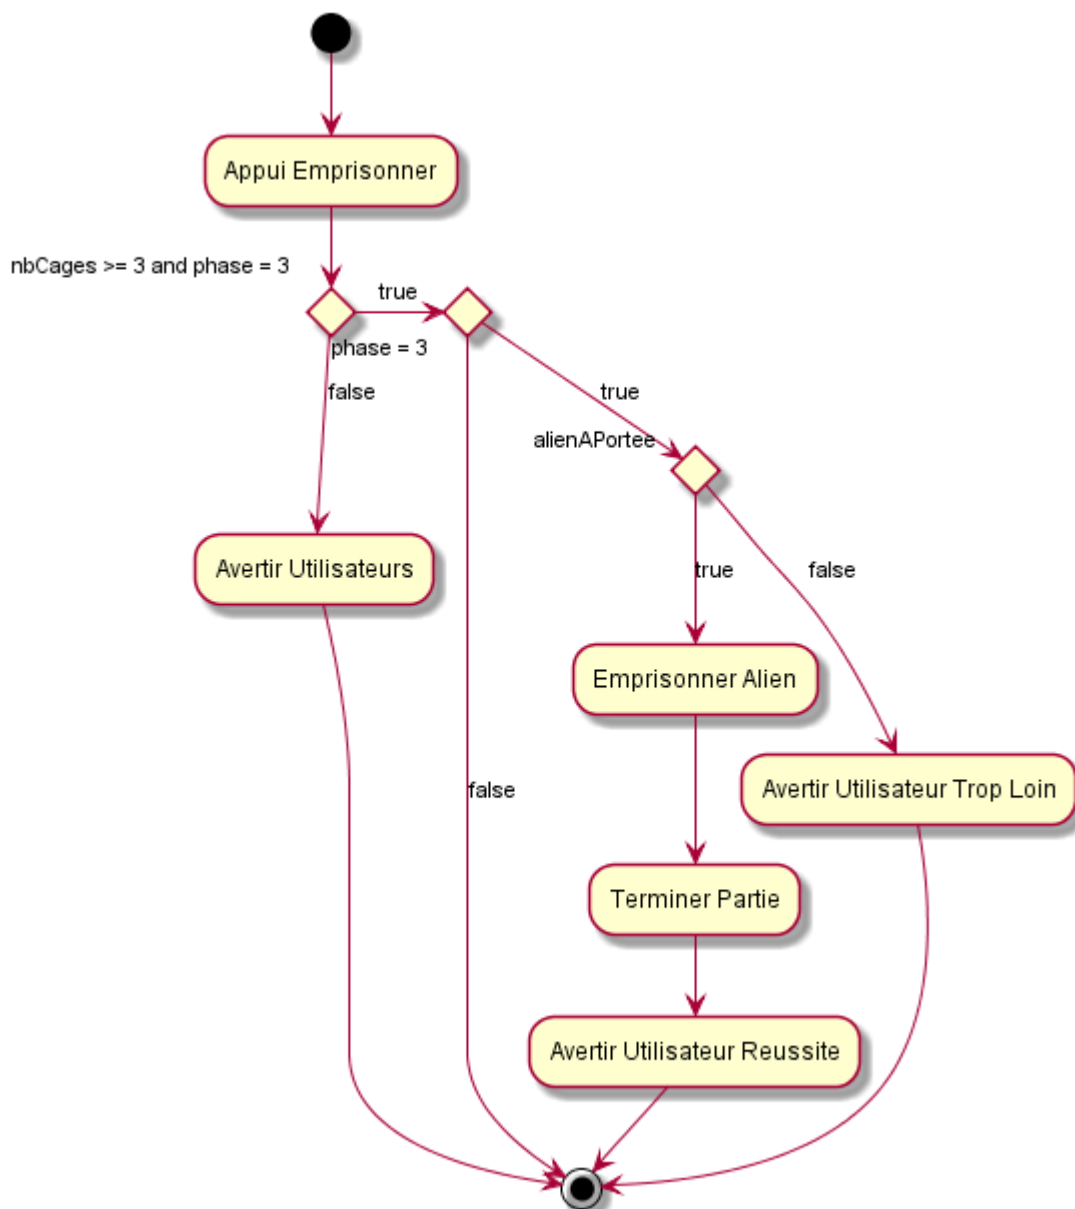 Appui Emprisonner
nbCages >= 3 and phase = 3
true
phase = 3
false
true
alienAPortee
Avertir Utilisateurs
true
false
Emprisonner Alien
false
Avertir Utilisateur Trop Loin
Terminer Partie
Avertir Utilisateur Reussite